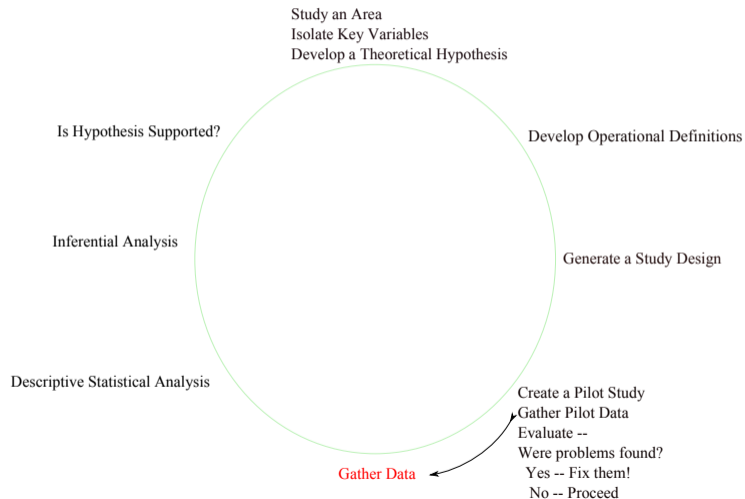 Study an Area
Isolate Key Variables
Develop a Theoretical Hypothesis
Develop Operational Definitions
Generate a Study Design
Create a Pilot Study
Gather Pilot Data
Evaluate --
Were problems found?
Yes -- Fix them!
No -- Proceed
Gather Data
Descriptive Statistical Analysis
Inferential Analysis
Is Hypothesis Supported?